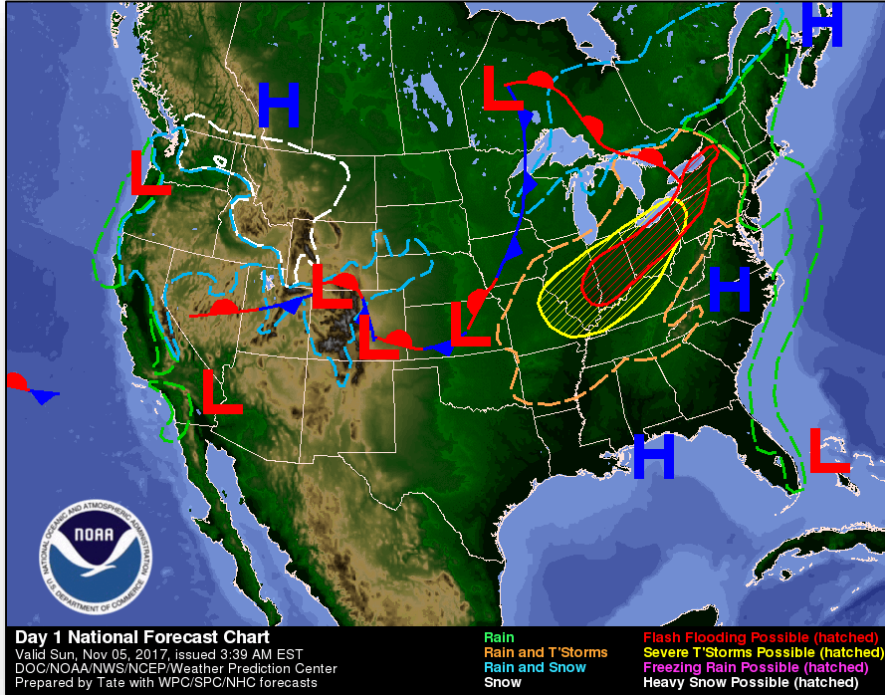 H
H
L
L
L
L
L
H
L
H
L
NOAA
NATIONAL OCEANIC AND ATMOSPHERIC ADMINISTRATION
U.S. DEPARTMENT OF COMMERCE
Day 1 National Forecast Chart
Valid Sun, Nov 05, 2017, issued 3:39 AM EST
DOC/NOAA/NWS/NCEP/Weather Prediction Center
Prepared by Tate with WPC/SPC/NHC forecasts
Rain
Rain and T'Storms
Rain and Snow
Snow
Flash Flooding Possible (hatched)
Severe T'Storms Possible (hatched)
Freezing Rain Possible (hatched)
Heavy Snow Possible (hatched)